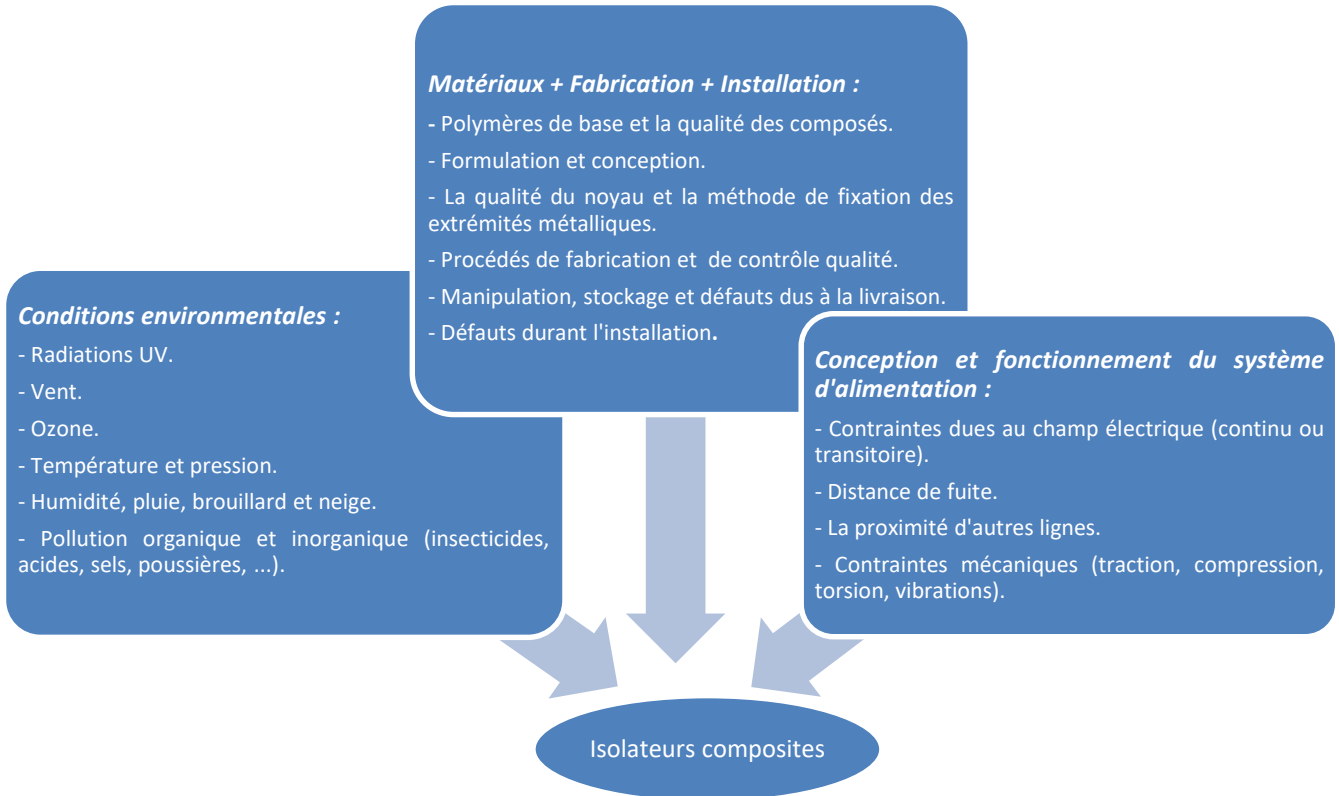 Matériaux + Fabrication + Installation :
- Polymères de base et la qualité des composés.
- Formulation et conception.
- La qualité du noyau et la méthode de fixation des
extrémités métalliques.
- Procédés de fabrication et de contrôle qualité.
- Manipulation, stockage et défauts dus à la livraison.
- Défauts durant l'installation.
Conditions environmentales :
- Radiations UV.
- Vent.
- Ozone.
- Température et pression.
- Humidité, pluie, brouillard et neige.
- Pollution organique et inorganique (insecticides,
acides, sels, poussières, ...).
Conception et fonctionnement du système
d'alimentation :
- Contraintes dues au champ électrique (continu ou
transitoire).
- Distance de fuite.
- La proximité d'autres lignes.
- Contraintes mécaniques (traction, compression,
torsion, vibrations).
Isolateurs composites